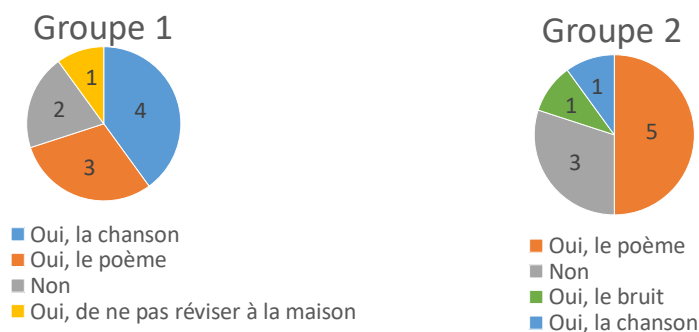 Groupe 1
1
4
2
3
Oui, la chanson
Oui, le poème
Non
Oui, de ne pas réviser à la maison
Groupe 2
1
1
5
3
Oui, le poème
Non
Oui, le bruit
Oui, la chanson